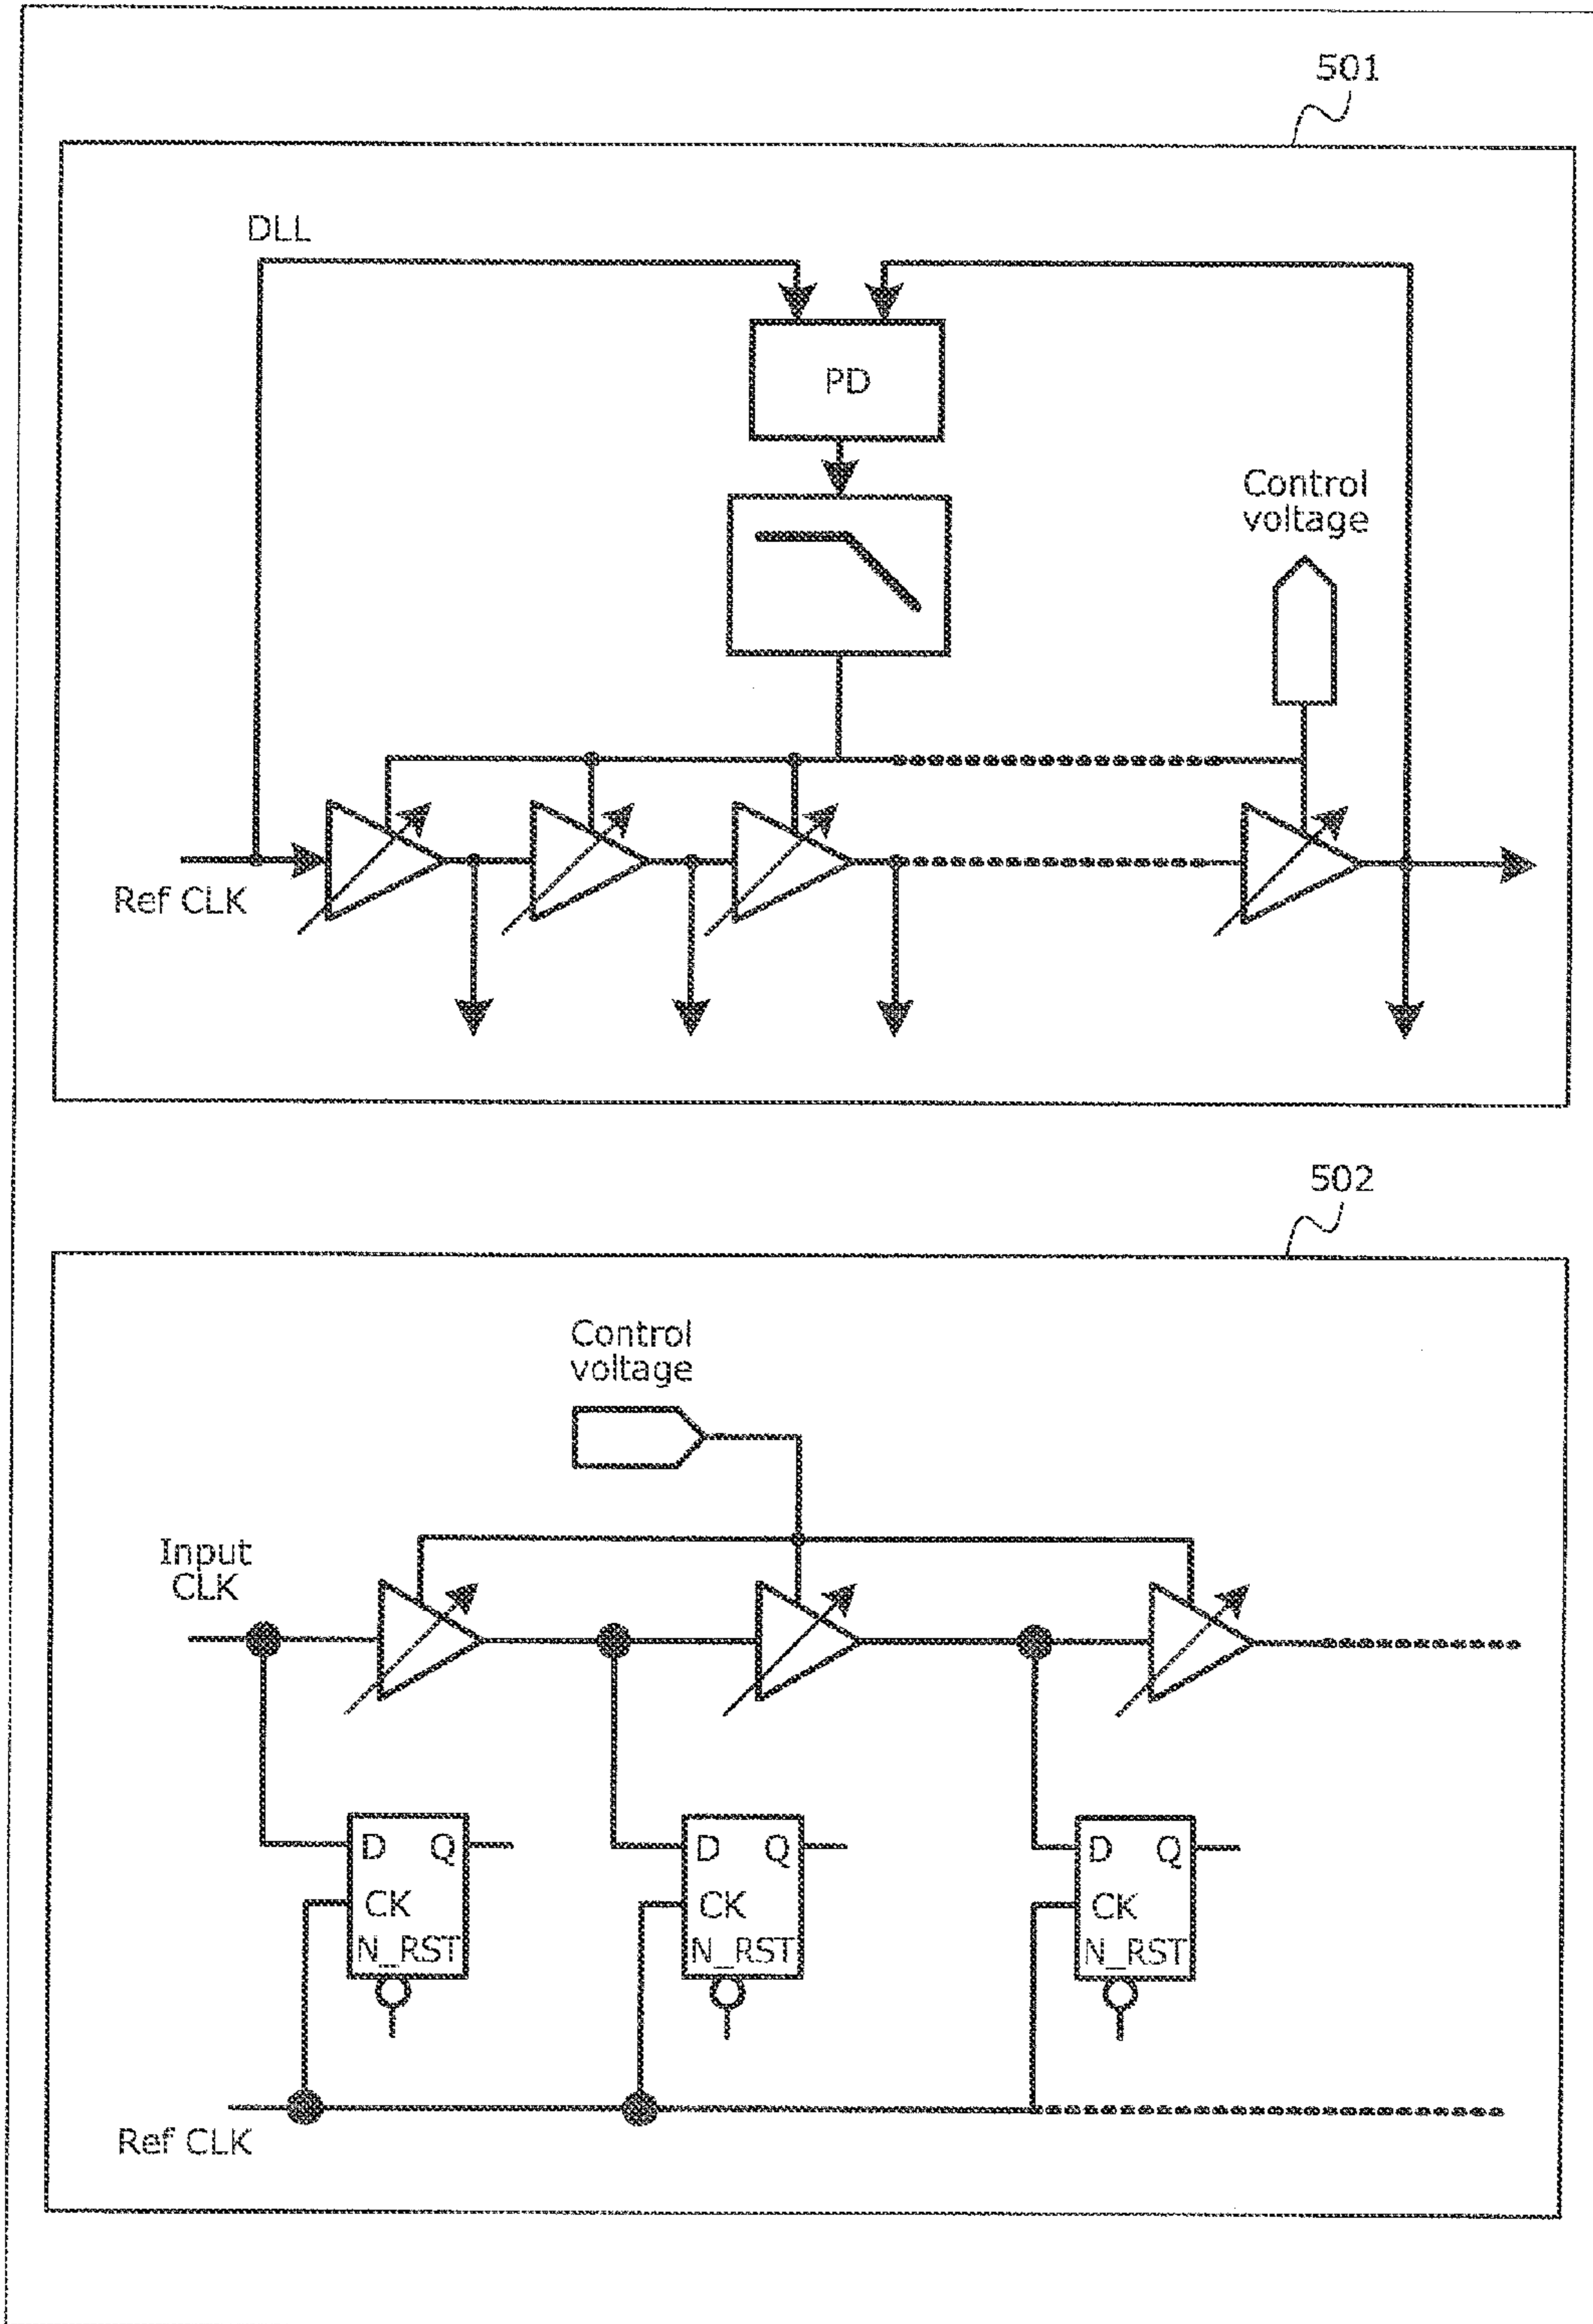 501
DLL
PD
Control
voltage
Ref CLK
502
Control
voltage
Input
CLK
D Q
CK
N_RST
D Q
CK
N_RST
D Q
CK
N_RST
Ref CLK